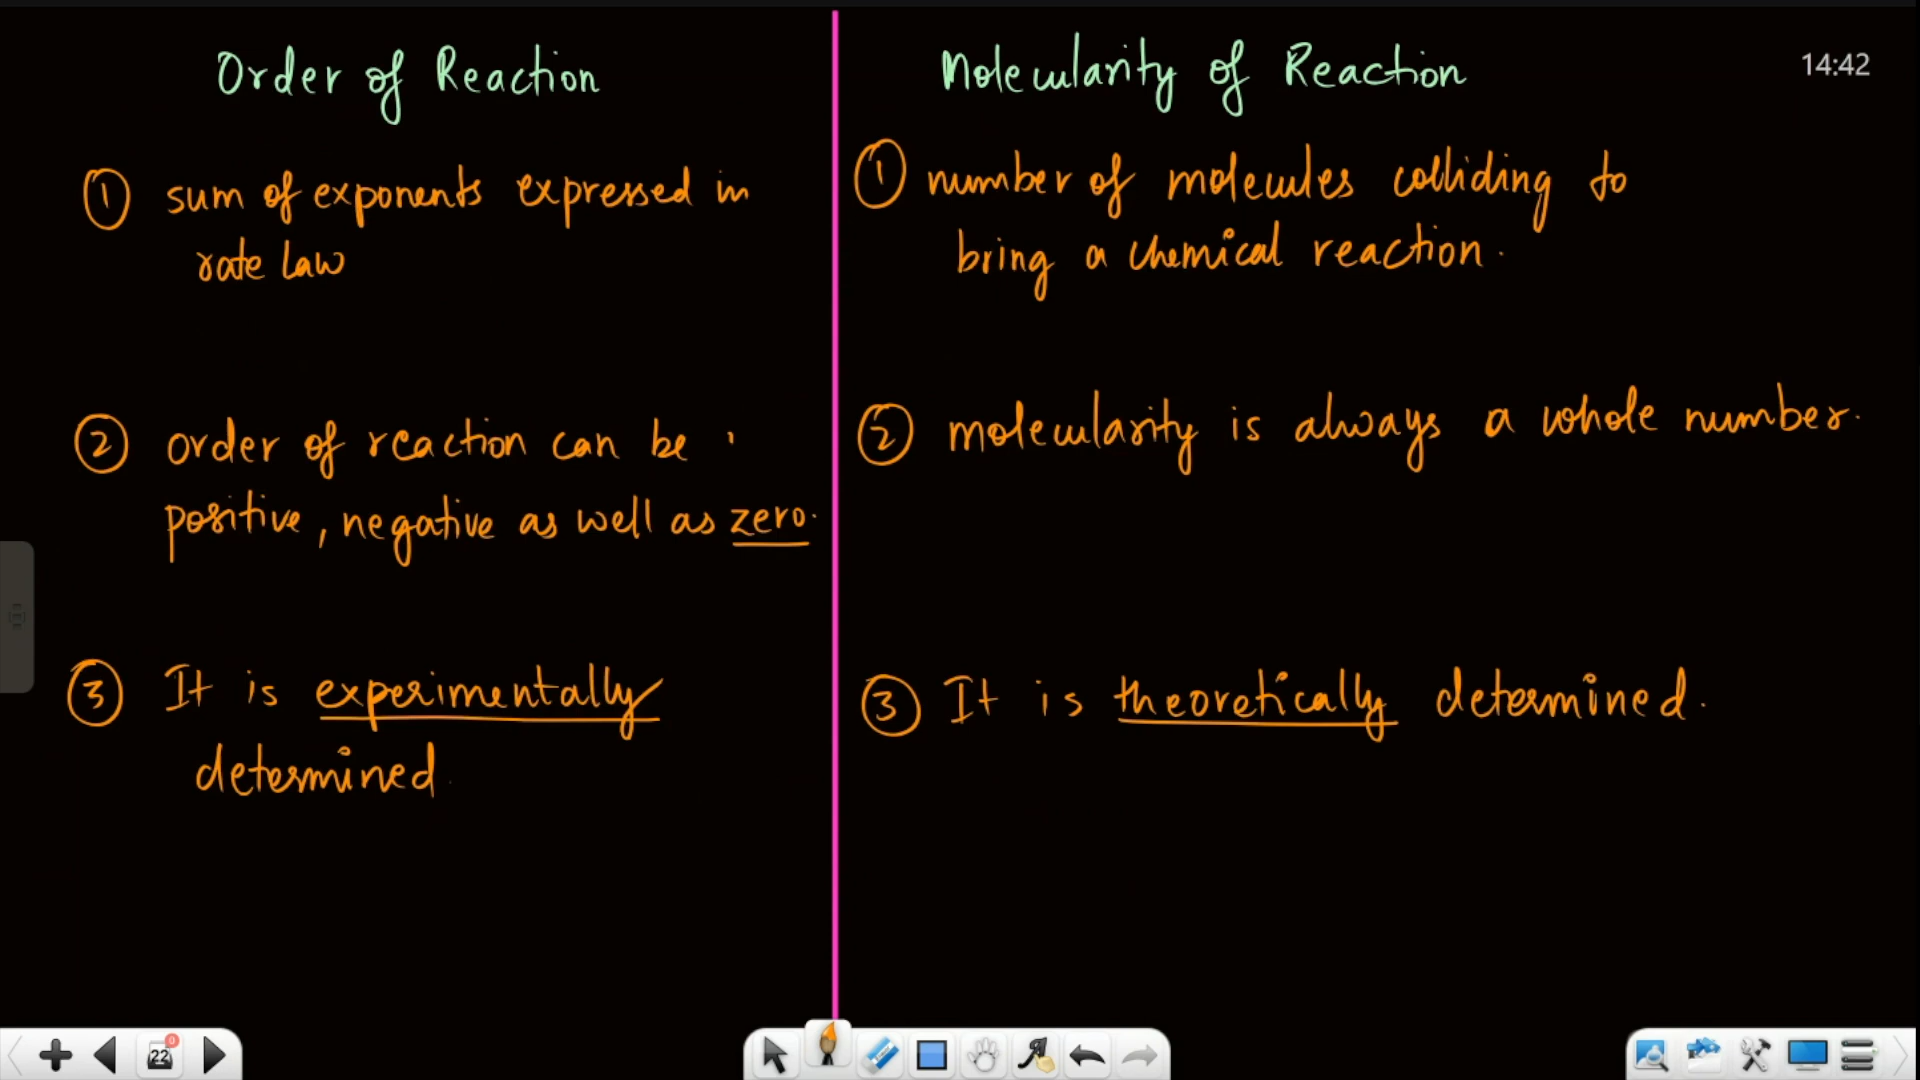 Order of Reaction
① sum of exponents expressed in
rate law
② order of reaction can be
positive, negative as well as zero.
③ It is experimentally
determined
Molecularity of Reaction
① number of molecules colliding to
bring a chemical reaction.
② molecularity is always a whole number.
③ It is theoretically determined.
14:42
22
0